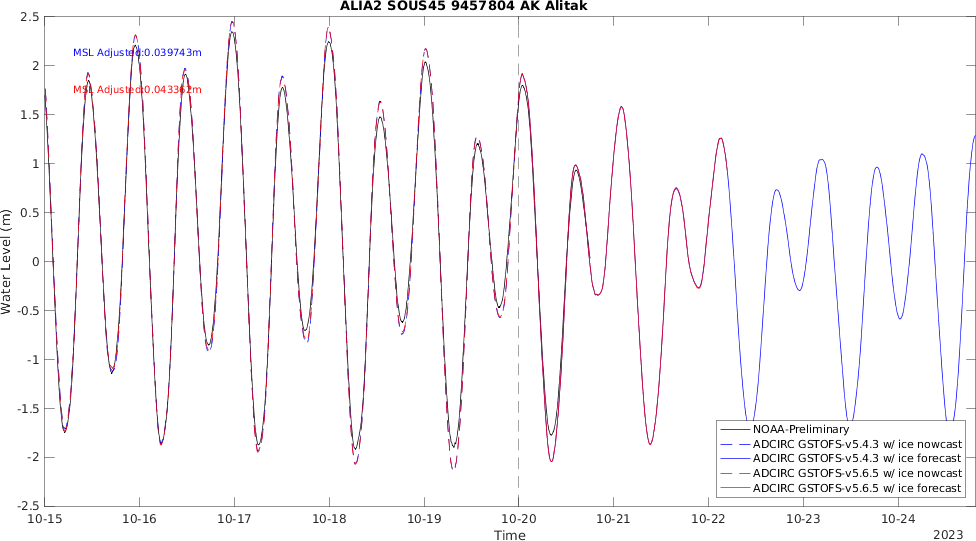 ALIA2 SOUS45 9457804 AK Alitak
MSL Adjusted:0.039743m
MSL Adjusted:0.043362m
Water Level (m)
2.5
2
1.5
1
0.5
0
-0.5
-1
-1.5
-2
-2.5
NOAA-Preliminary
ADCIRC GSTOFS-v5.4.3 w/ ice nowcast
ADCIRC GSTOFS-v5.4.3 w/ ice forecast
ADCIRC GSTOFS-v5.6.5 w/ ice nowcast
ADCIRC GSTOFS-v5.6.5 w/ ice forecast
10-15 10-16 10-17 10-18 10-19 10-20 10-21 10-22 10-23 10-24
Time
2023